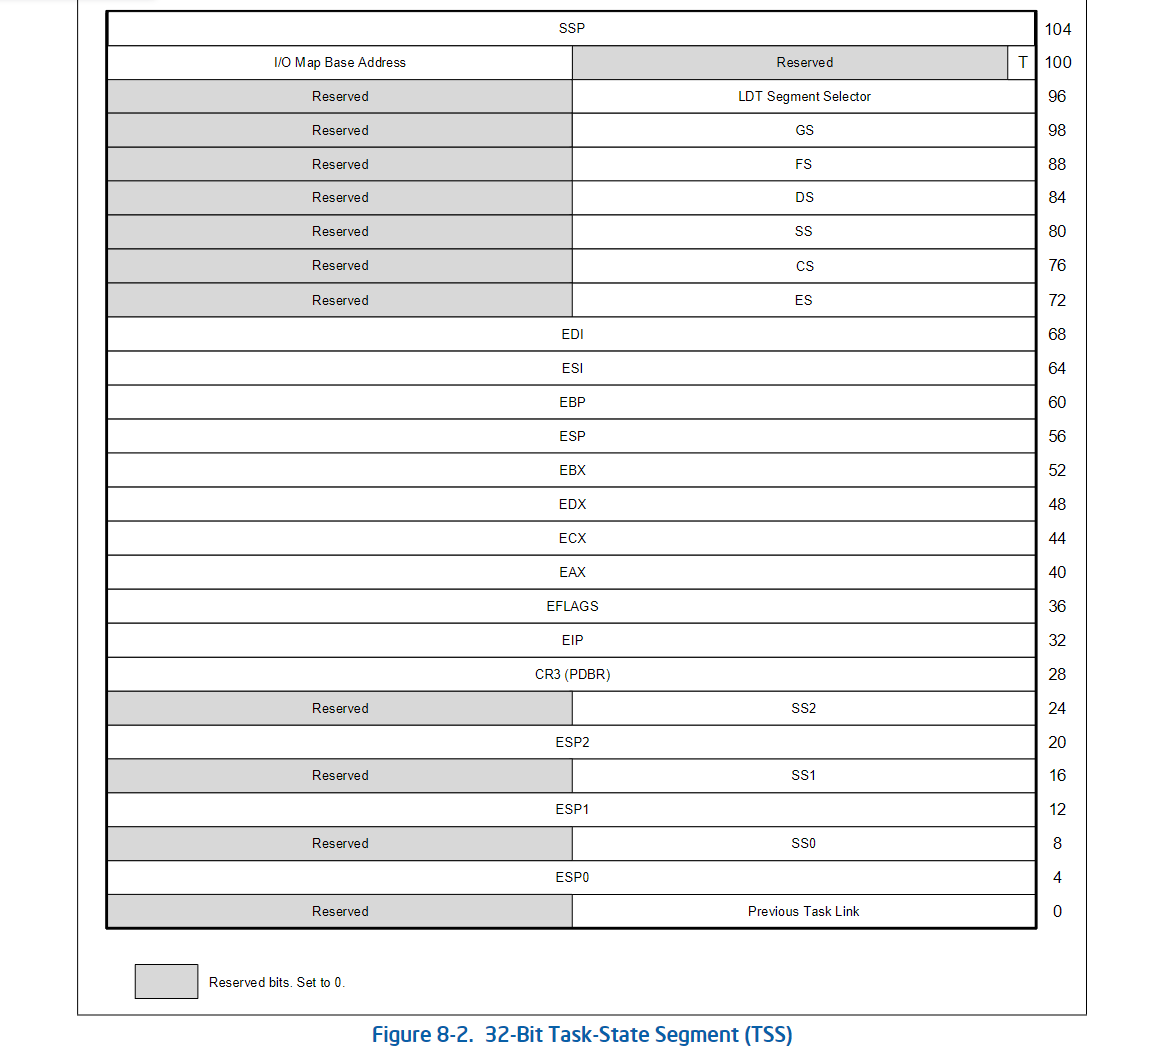 SSP 104
I/O Map Base Address Reserved T 100
Reserved LDT Segment Selector 96
Reserved GS 98
Reserved FS 88
Reserved DS 84
Reserved SS 80
Reserved CS 76
Reserved ES 72
EDI 68
ESI 64
EBP 60
ESP 56
EBX 52
EDX 48
ECX 44
EAX 40
EFLAGS 36
EIP 32
CR3 (PDBR) 28
Reserved SS2 24
ESP2 20
Reserved SS1 16
ESP1 12
Reserved SS0 8
ESP0 4
Reserved Previous Task Link 0
Reserved bits. Set to 0.
Figure 8-2. 32-Bit Task-State Segment (TSS)